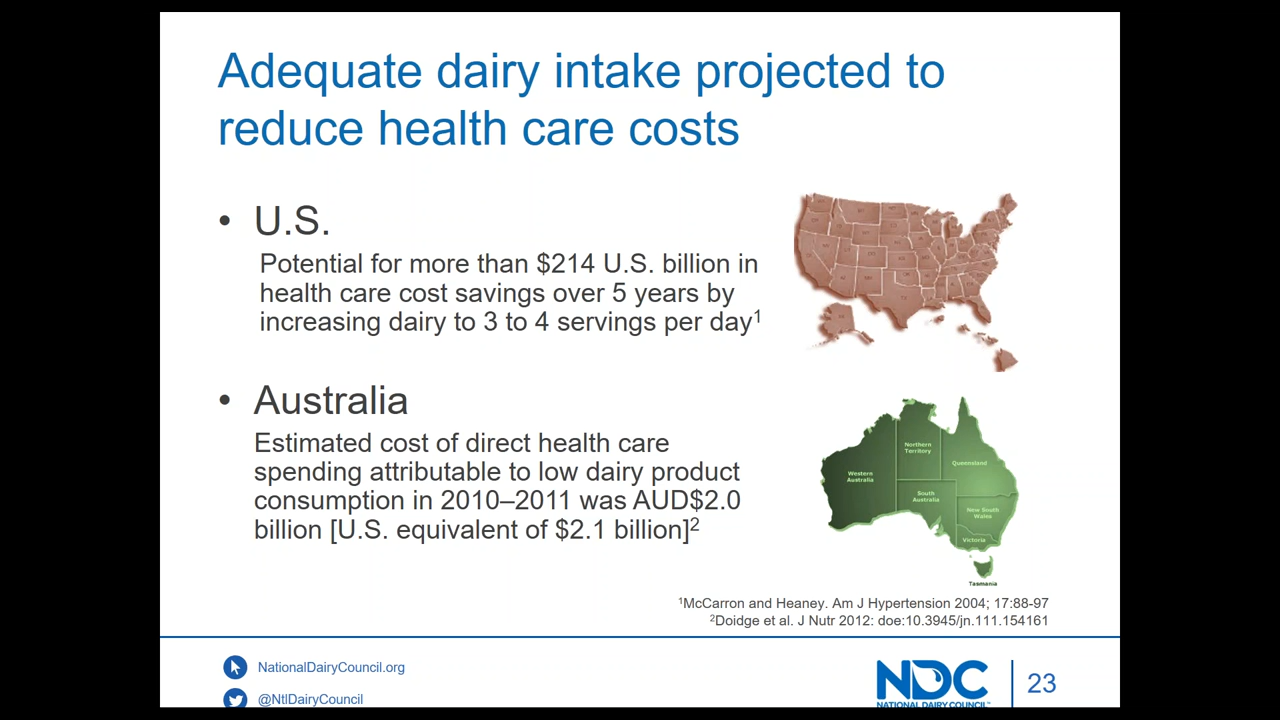 Adequate dairy intake projected to
reduce health care costs
• U.S.
Potential for more than $214 U.S. billion in
health care cost savings over 5 years by
increasing dairy to 3 to 4 servings per day¹
• Australia
Estimated cost of direct health care
spending attributable to low dairy product
consumption in 2010–2011 was AUD$2.0
billion [U.S. equivalent of $2.1 billion]²
Northern
Territory
Western
Australia
Queensland
South
Australia
New South
Wales
Victoria
Tasmania
¹McCarron and Heaney. Am J Hypertension 2004; 17:88-97
²Doidge et al. J Nutr 2012: doe:10.3945/jn.111.154161
NationalDairyCouncil.org
@NtlDairyCouncil
NDC
NATIONAL DAIRY COUNCIL
23